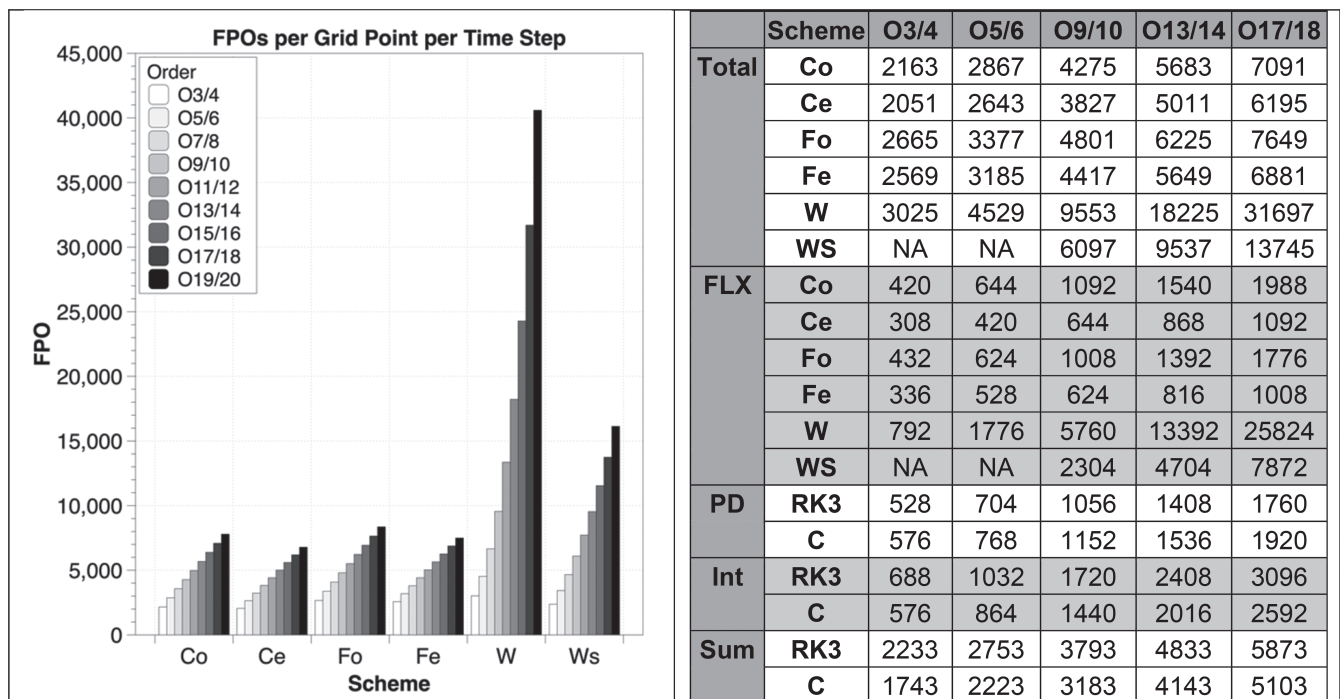 FPOs per Grid Point per Time Step
45,000
40,000
35,000
30,000
25,000
20,000
15,000
10,000
5,000
0
FPO
Order
O3/4
O5/6
O7/8
O9/10
O11/12
O13/14
O15/16
O17/18
O19/20
Co Ce Fo Fe W Ws
Scheme
Scheme O3/4 O5/6 O9/10 O13/14 O17/18
Total Co 2163 2867 4275 5683 7091
Ce 2051 2643 3827 5011 6195
Fo 2665 3377 4801 6225 7649
Fe 2569 3185 4417 5649 6881
W 3025 4529 9553 18225 31697
WS NA NA 6097 9537 13745
FLX Co 420 644 1092 1540 1988
Ce 308 420 644 868 1092
Fo 432 624 1008 1392 1776
Fe 336 528 624 816 1008
W 792 1776 5760 13392 25824
WS NA NA 2304 4704 7872
PD RK3 528 704 1056 1408 1760
C 576 768 1152 1536 1920
Int RK3 688 1032 1720 2408 3096
C 576 864 1440 2016 2592
Sum RK3 2233 2753 3793 4833 5873
C 1743 2223 3183 4143 5103